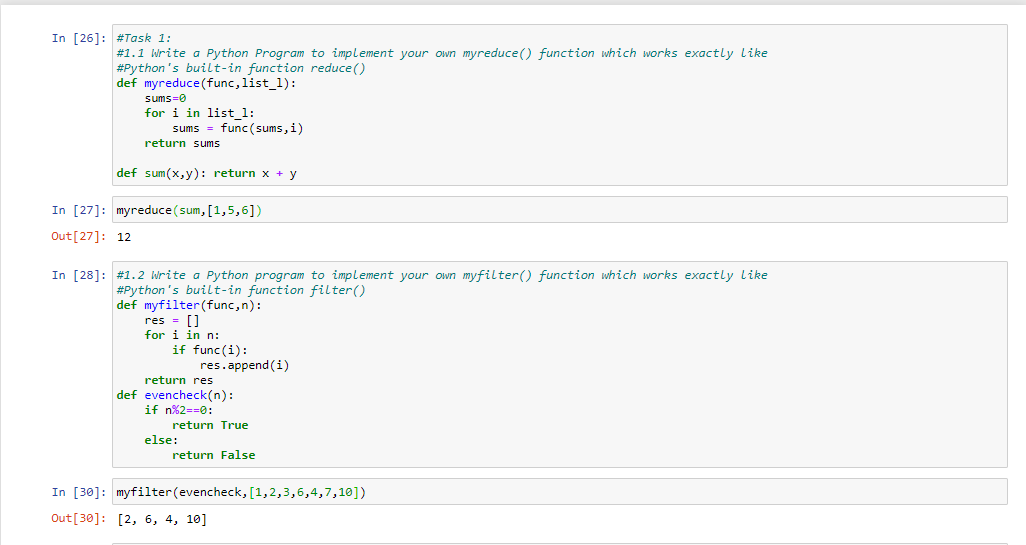 In [26]: #Task 1:
#1.1 Write a Python Program to implement your own myreduce() function which works exactly like
#Python's built-in function reduce()
def myreduce(func,list_l):
    sums=0
    for i in list_l:
        sums = func(sums,i)
    return sums
def sum(x,y): return x + y
In [27]: myreduce(sum,[1,5,6])
Out[27]: 12
In [28]: #1.2 Write a Python program to implement your own myfilter() function which works exactly like
#Python's built-in function filter()
def myfilter(func,n):
    res = []
    for i in n:
        if func(i):
            res.append(i)
    return res
def evencheck(n):
    if n%2==0:
        return True
    else:
        return False
In [30]: myfilter(evencheck,[1,2,3,6,4,7,10])
Out[30]: [2, 6, 4, 10]